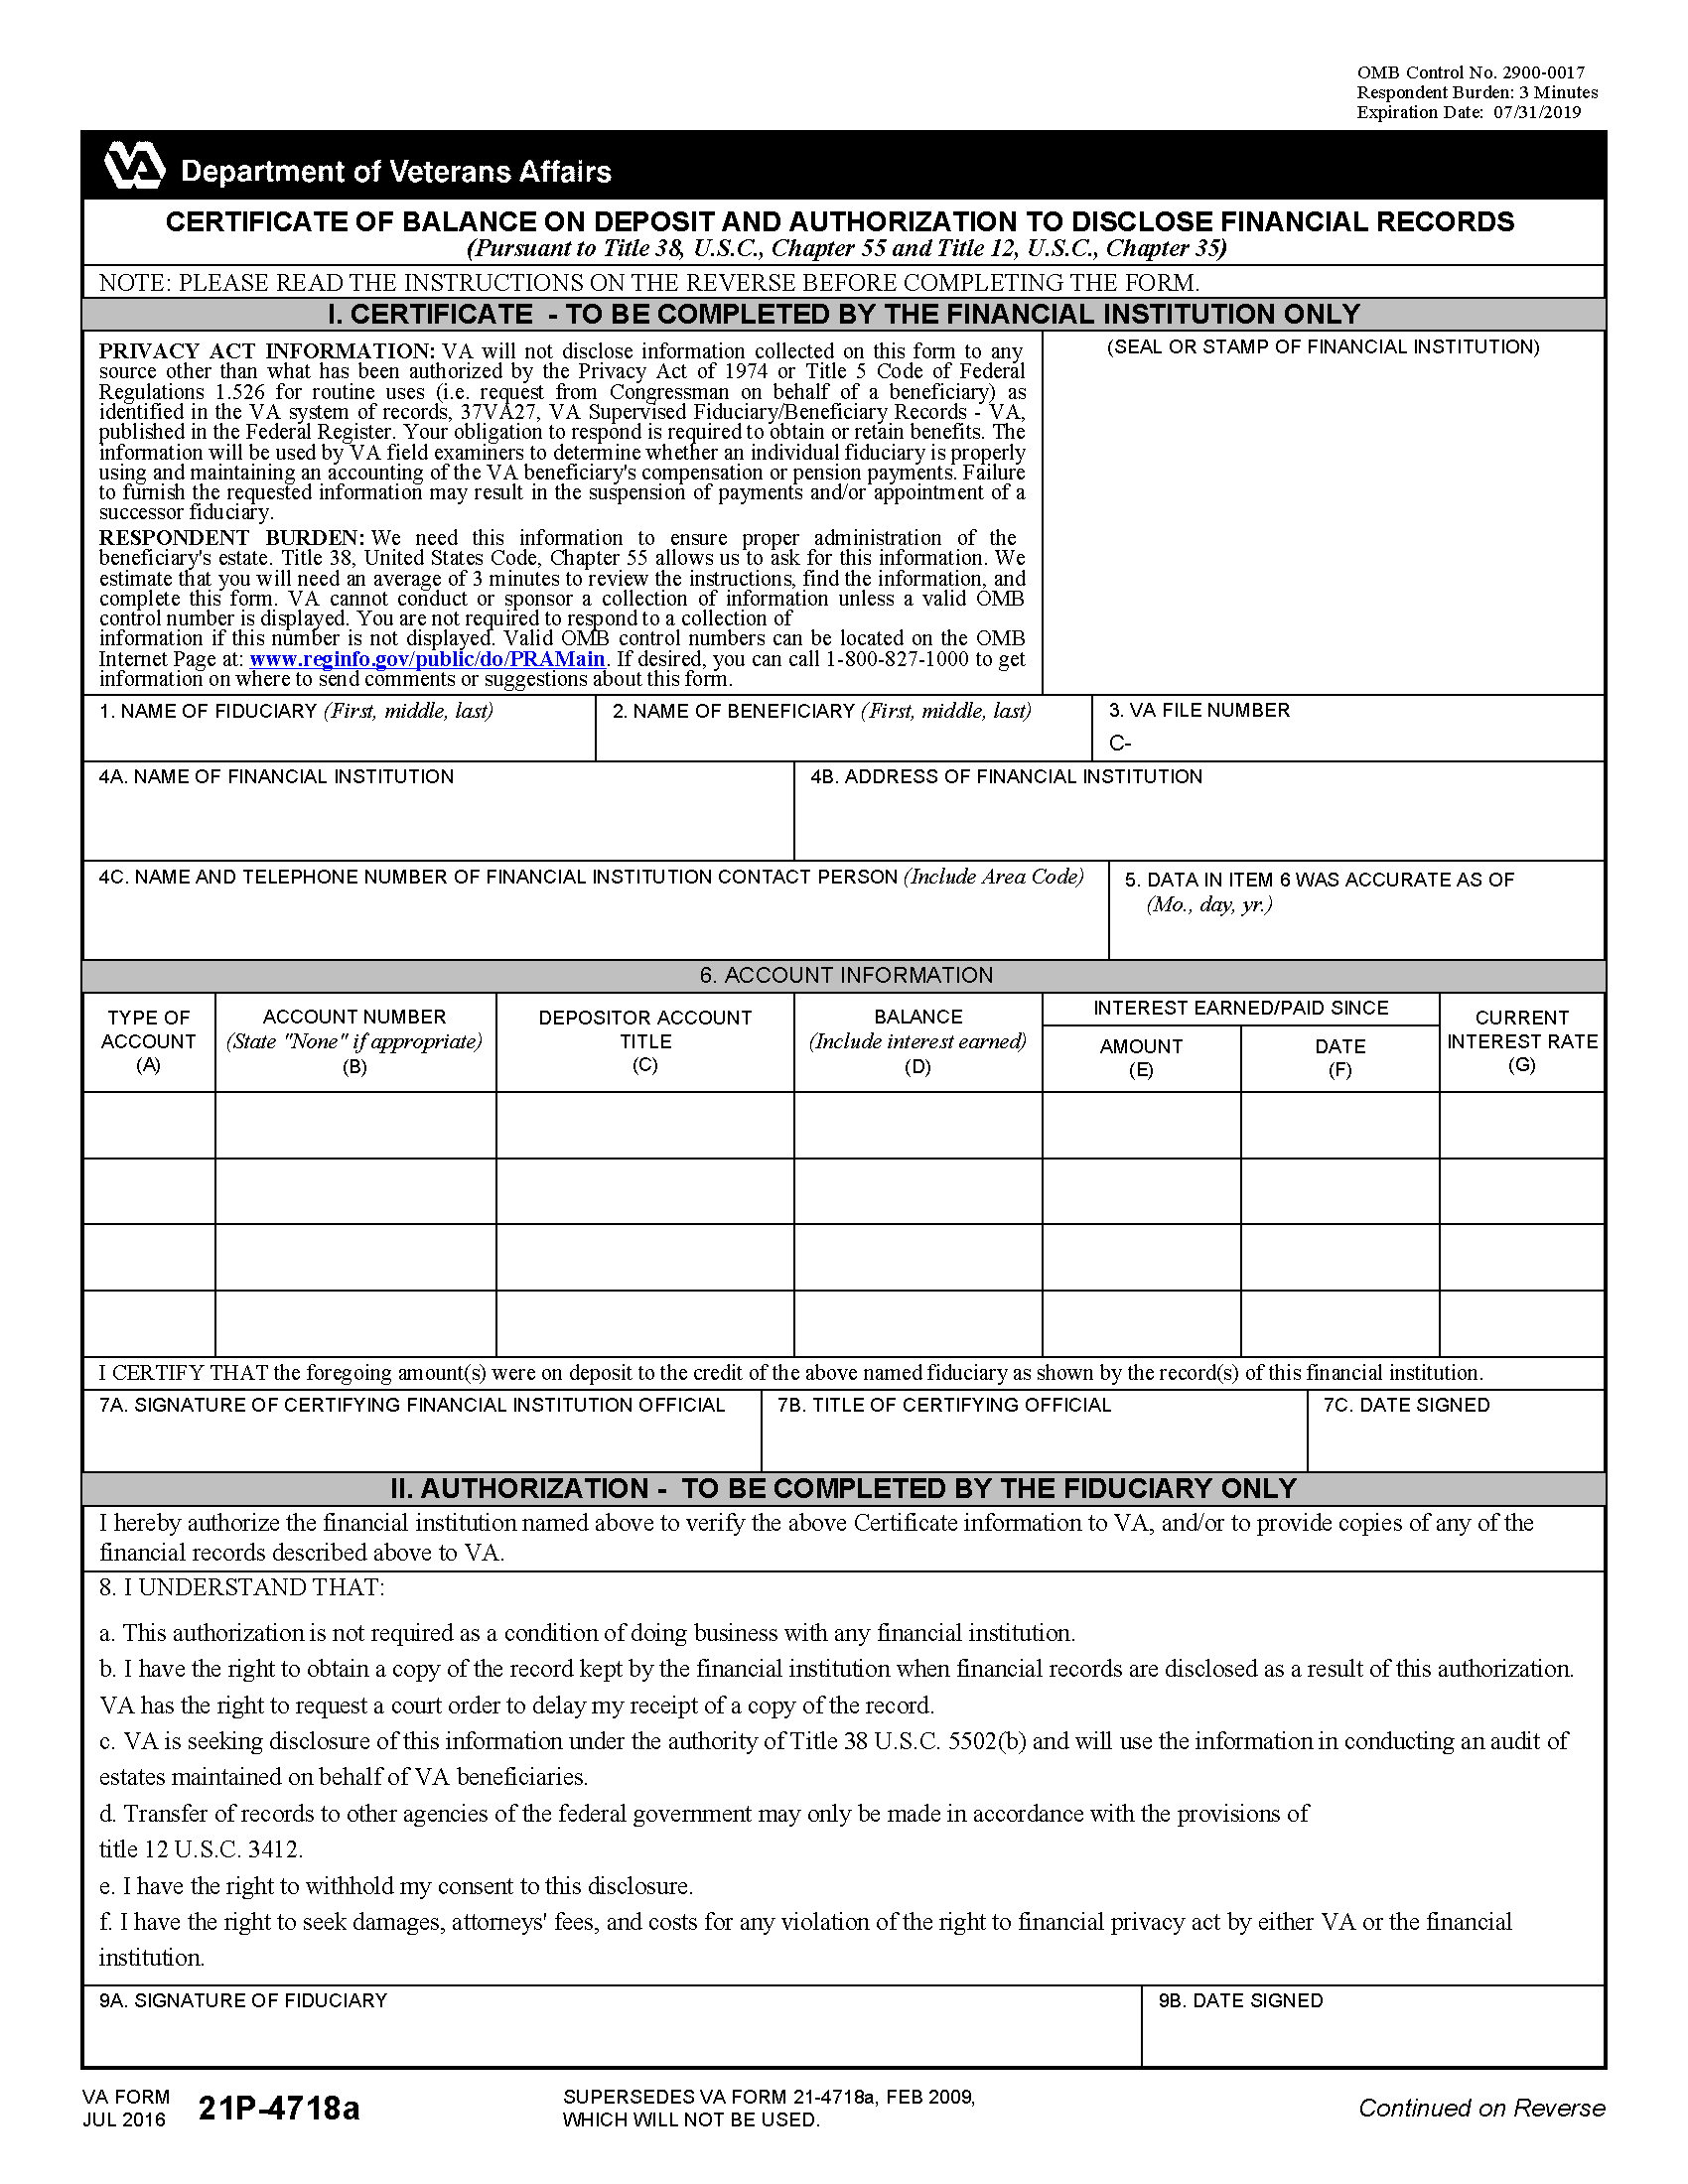 OMB Control No. 2900-0017
Respondent Burden: 3 Minutes
Expiration Date: 07/31/2019
VA Department of Veterans Affairs
CERTIFICATE OF BALANCE ON DEPOSIT AND AUTHORIZATION TO DISCLOSE FINANCIAL RECORDS
(Pursuant to Title 38, U.S.C., Chapter 55 and Title 12, U.S.C., Chapter 35)
NOTE: PLEASE READ THE INSTRUCTIONS ON THE REVERSE BEFORE COMPLETING THE FORM.
I. CERTIFICATE - TO BE COMPLETED BY THE FINANCIAL INSTITUTION ONLY
PRIVACY ACT INFORMATION: VA will not disclose information collected on this form to any
source other than what has been authorized by the Privacy Act of 1974 or Title 5 Code of Federal
Regulations 1.526 for routine uses (i.e. request from Congressman on behalf of a beneficiary) as
identified in the VA system of records, 37VA27, VA Supervised Fiduciary/Beneficiary Records - VA,
published in the Federal Register. Your obligation to respond is required to obtain or retain benefits. The
information will be used by VA field examiners to determine whether an individual fiduciary is properly
using and maintaining an accounting of the VA beneficiary's compensation or pension payments. Failure
to furnish the requested information may result in the suspension of payments and/or appointment of a
successor fiduciary.
RESPONDENT BURDEN: We need this information to ensure proper administration of the
beneficiary's estate. Title 38, United States Code, Chapter 55 allows us to ask for this information. We
estimate that you will need an average of 3 minutes to review the instructions, find the information, and
complete this form. VA cannot conduct or sponsor a collection of information unless a valid OMB
control number is displayed. You are not required to respond to a collection of
information if this number is not displayed. Valid OMB control numbers can be located on the OMB
Internet Page at: www.reginfo.gov/public/do/PRAMain. If desired, you can call 1-800-827-1000 to get
information on where to send comments or suggestions about this form.
(SEAL OR STAMP OF FINANCIAL INSTITUTION)
1. NAME OF FIDUCIARY (First, middle, last)
2. NAME OF BENEFICIARY (First, middle, last)
3. VA FILE NUMBER
C-
4A. NAME OF FINANCIAL INSTITUTION
4B. ADDRESS OF FINANCIAL INSTITUTION
4C. NAME AND TELEPHONE NUMBER OF FINANCIAL INSTITUTION CONTACT PERSON (Include Area Code)
5. DATA IN ITEM 6 WAS ACCURATE AS OF
(Mo., day, yr.)
6. ACCOUNT INFORMATION
TYPE OF
ACCOUNT
(A)
ACCOUNT NUMBER
(State "None" if appropriate)
(B)
DEPOSITOR ACCOUNT
TITLE
(C)
BALANCE
(Include interest earned)
(D)
INTEREST EARNED/PAID SINCE
AMOUNT
(E)
DATE
(F)
CURRENT
INTEREST RATE
(G)
I CERTIFY THAT the foregoing amount(s) were on deposit to the credit of the above named fiduciary as shown by the record(s) of this financial institution.
7A. SIGNATURE OF CERTIFYING FINANCIAL INSTITUTION OFFICIAL
7B. TITLE OF CERTIFYING OFFICIAL
7C. DATE SIGNED
II. AUTHORIZATION - TO BE COMPLETED BY THE FIDUCIARY ONLY
I hereby authorize the financial institution named above to verify the above Certificate information to VA, and/or to provide copies of any of the
financial records described above to VA.
8. I UNDERSTAND THAT:
a. This authorization is not required as a condition of doing business with any financial institution.
b. I have the right to obtain a copy of the record kept by the financial institution when financial records are disclosed as a result of this authorization.
VA has the right to request a court order to delay my receipt of a copy of the record.
c. VA is seeking disclosure of this information under the authority of Title 38 U.S.C. 5502(b) and will use the information in conducting an audit of
estates maintained on behalf of VA beneficiaries.
d. Transfer of records to other agencies of the federal government may only be made in accordance with the provisions of
title 12 U.S.C. 3412.
e. I have the right to withhold my consent to this disclosure.
f. I have the right to seek damages, attorneys' fees, and costs for any violation of the right to financial privacy act by either VA or the financial
institution.
9A. SIGNATURE OF FIDUCIARY
9B. DATE SIGNED
VA FORM
JUL 2016
21P-4718a
SUPERSEDES VA FORM 21-4718a, FEB 2009,
WHICH WILL NOT BE USED.
Continued on Reverse